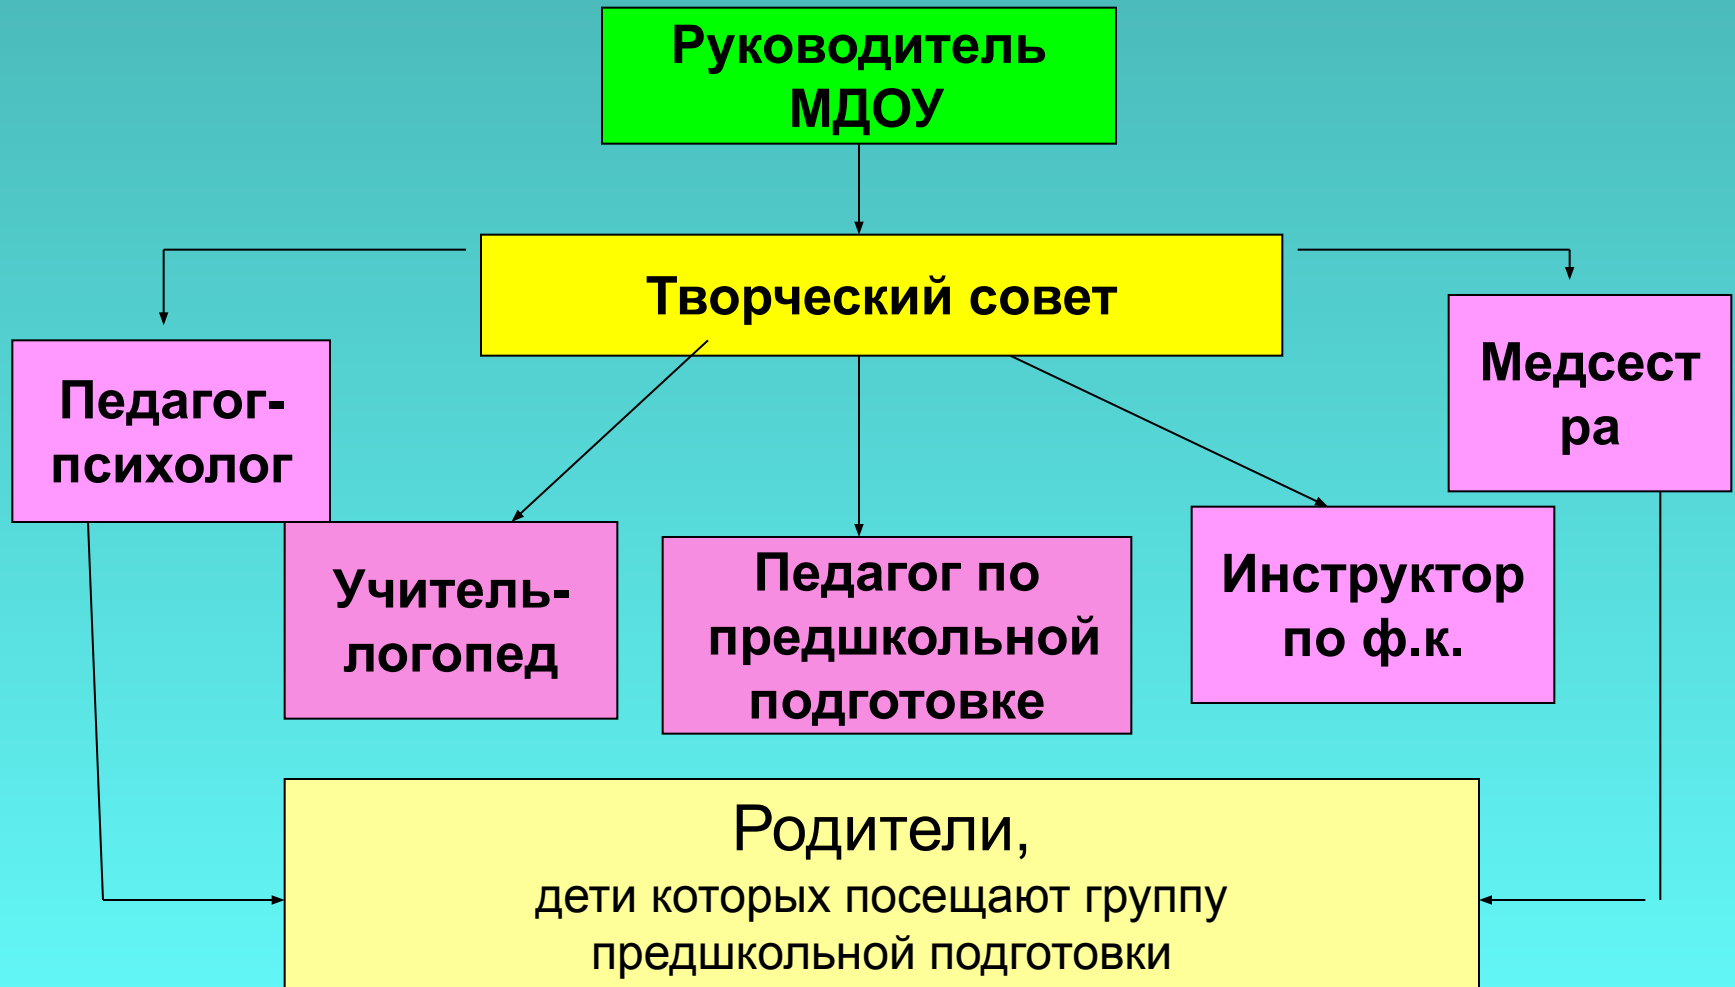 Руководитель
МДОУ
Творческий совет
Педагог-
психолог
Медсест
ра
Учитель-
логопед
Педагог по
предшкольной
подготовке
Инструктор
по ф.к.
Родители,
дети которых посещают группу
предшкольной подготовки